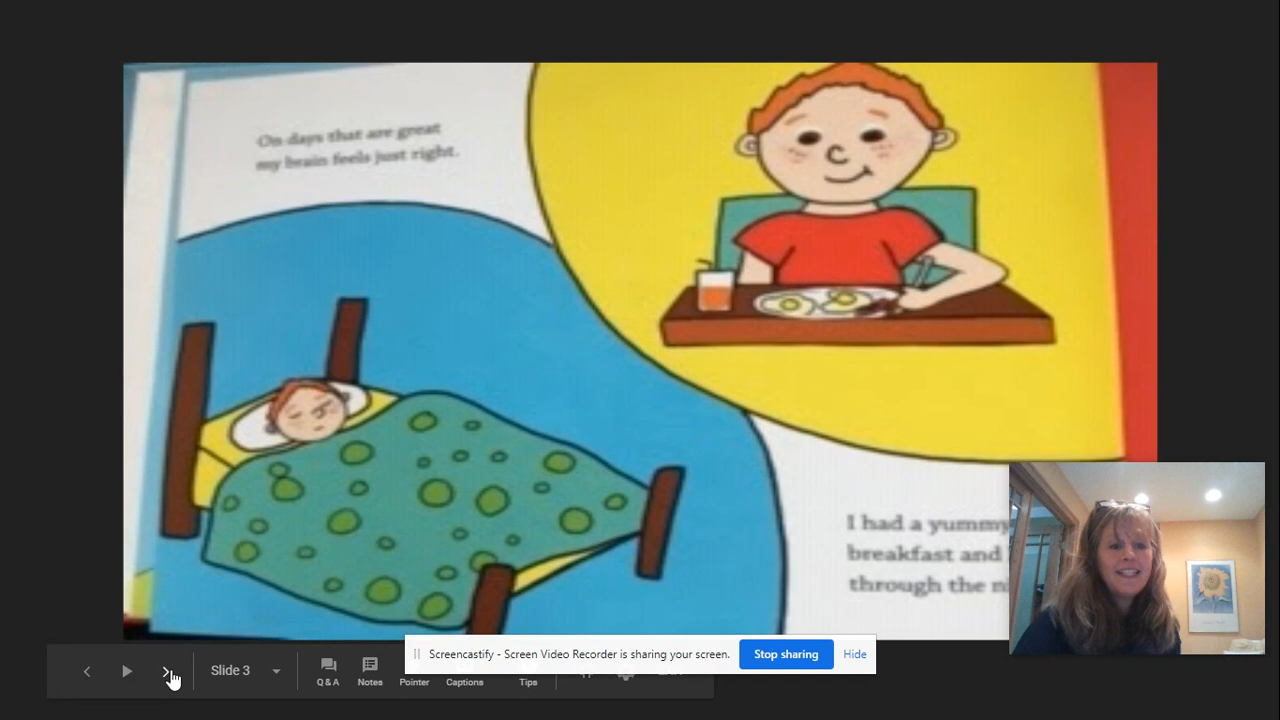 On days that are great
my brain feels just right.
I had a yummy
breakfast and
through the
Slide 3
Q & A
Notes
Pointer
Captions
Tips
Screencastify - Screen Video Recorder is sharing your screen.
Stop sharing
Hide